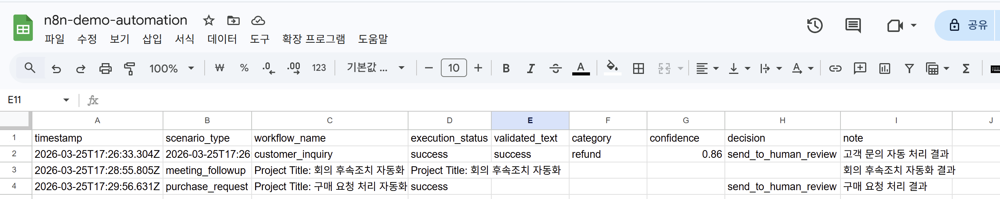 n8n-demo-automation
공유
파일 수정 보기 삽입 서식 데이터 도구 확장 프로그램 도움말
100% ₩ % .0 .00 123 기본값 ... 10 B I S A A Σ
E11 fx
A B C D E F G H I J
1 timestamp scenario_type workflow_name execution_status validated_text category confidence decision note
2 2026-03-25T17:26:33.304Z 2026-03-25T17:26: customer_inquiry success success refund 0.86 send_to_human_review 고객 문의 자동 처리 결과
3 2026-03-25T17:28:55.805Z meeting_followup Project Title: 회의 후속조치 자동화 Project Title: 회의 후속조치 자동화 회의 후속조치 자동화 결과
4 2026-03-25T17:29:56.631Z purchase_request Project Title: 구매 요청 처리 자동화 success send_to_human_review 구매 요청 처리 결과